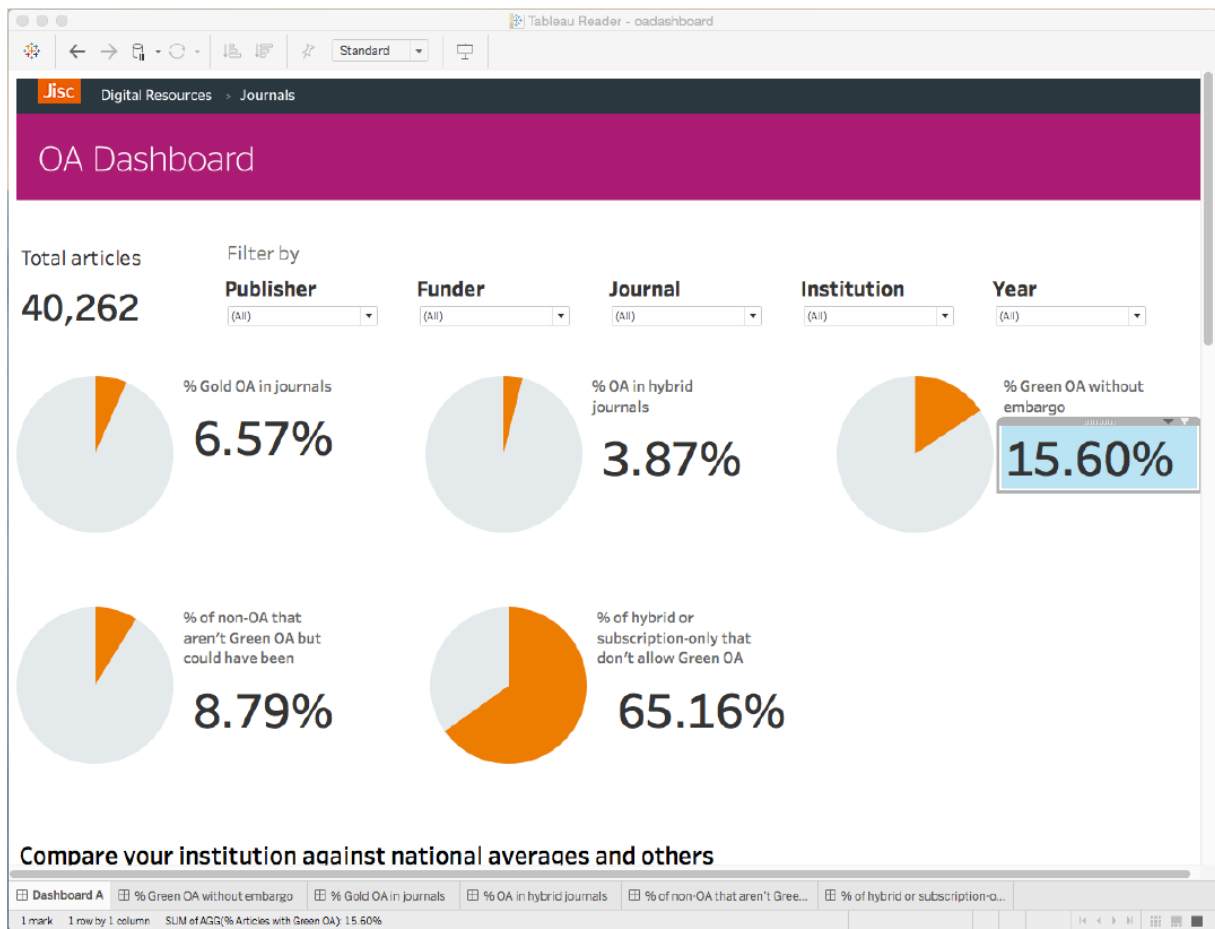 Tableau Reader - oadashboard
Standard
Jisc Digital Resources > Journals
OA Dashboard
Total articles
40,262
Filter by
Publisher Funder Journal Institution Year
(All) (All) (All) (All) (All)
% Gold OA in journals
6.57%
% OA in hybrid
journals
3.87%
% Green OA without
embargo
15.60%
% of non-OA that
aren't Green OA but
could have been
8.79%
% of hybrid or
subscription-only that
don't allow Green OA
65.16%
Compare your institution against national averages and others
Dashboard A % Green OA without embargo % Gold OA in journals % OA in hybrid journals % of non-OA that aren't Gree... % of hybrid or subscription-o...
1 mark 1 row by 1 column SUM of AGG(% Articles with Green OA): 15.60%